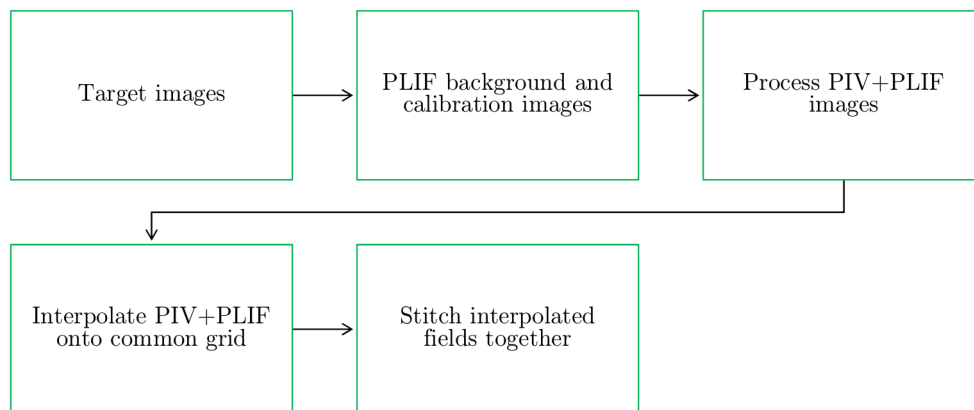 Target images
PLIF background and
calibration images
Process PIV+PLIF
images
Interpolate PIV+PLIF
onto common grid
Stitch interpolated
fields together